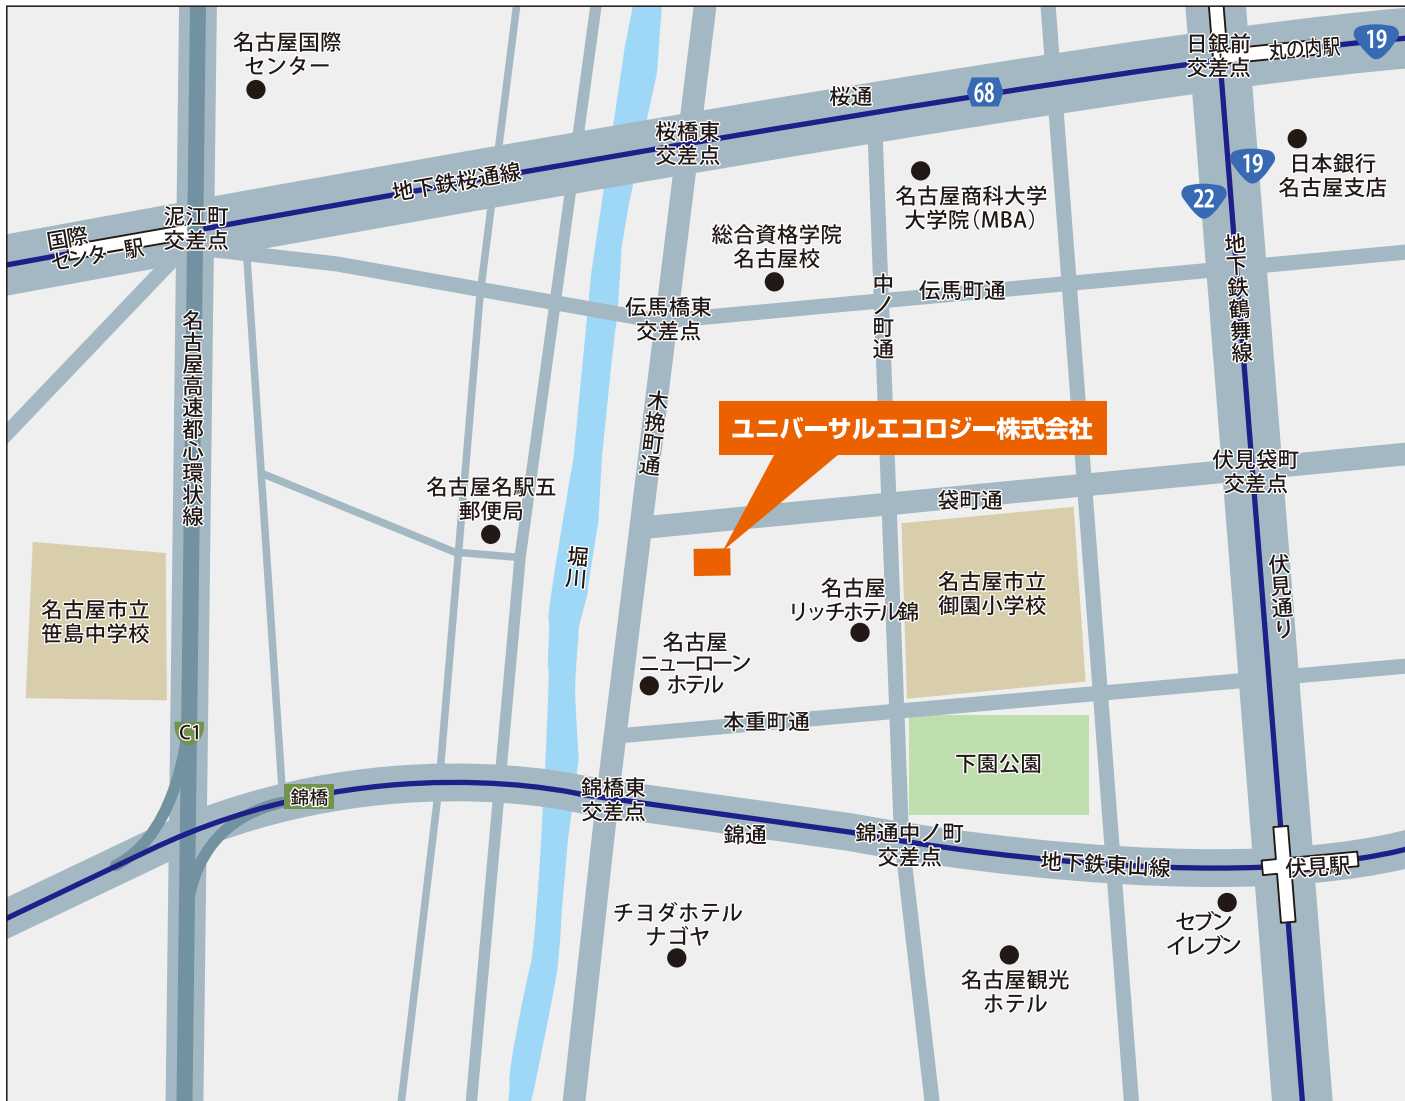 名古屋国際
センター
日銀前
交差点
丸の内駅
19
桜通
68
桜橋東
交差点
地下鉄桜通線
名古屋商科大学
大学院（MBA）
19
日本銀行
名古屋支店
22
泥江町
交差点
国際
センター駅
総合資格学院
名古屋校
中ノ町通
伝馬町通
地下鉄鶴舞線
伝馬橋東
交差点
名古屋高速都心環状線
木挽町通
ユニバーサルエコロジー株式会社
伏見袋町
交差点
名古屋名駅五
郵便局
袋町通
堀川
伏見通り
名古屋市立
笹島中学校
名古屋
リッチホテル錦
名古屋市立
御園小学校
名古屋
ニューローン
ホテル
本重町通
C1
下園公園
錦橋
錦橋東
交差点
錦通
錦通中ノ町
交差点
地下鉄東山線
伏見駅
チヨダホテル
ナゴヤ
セブン
イレブン
名古屋観光
ホテル